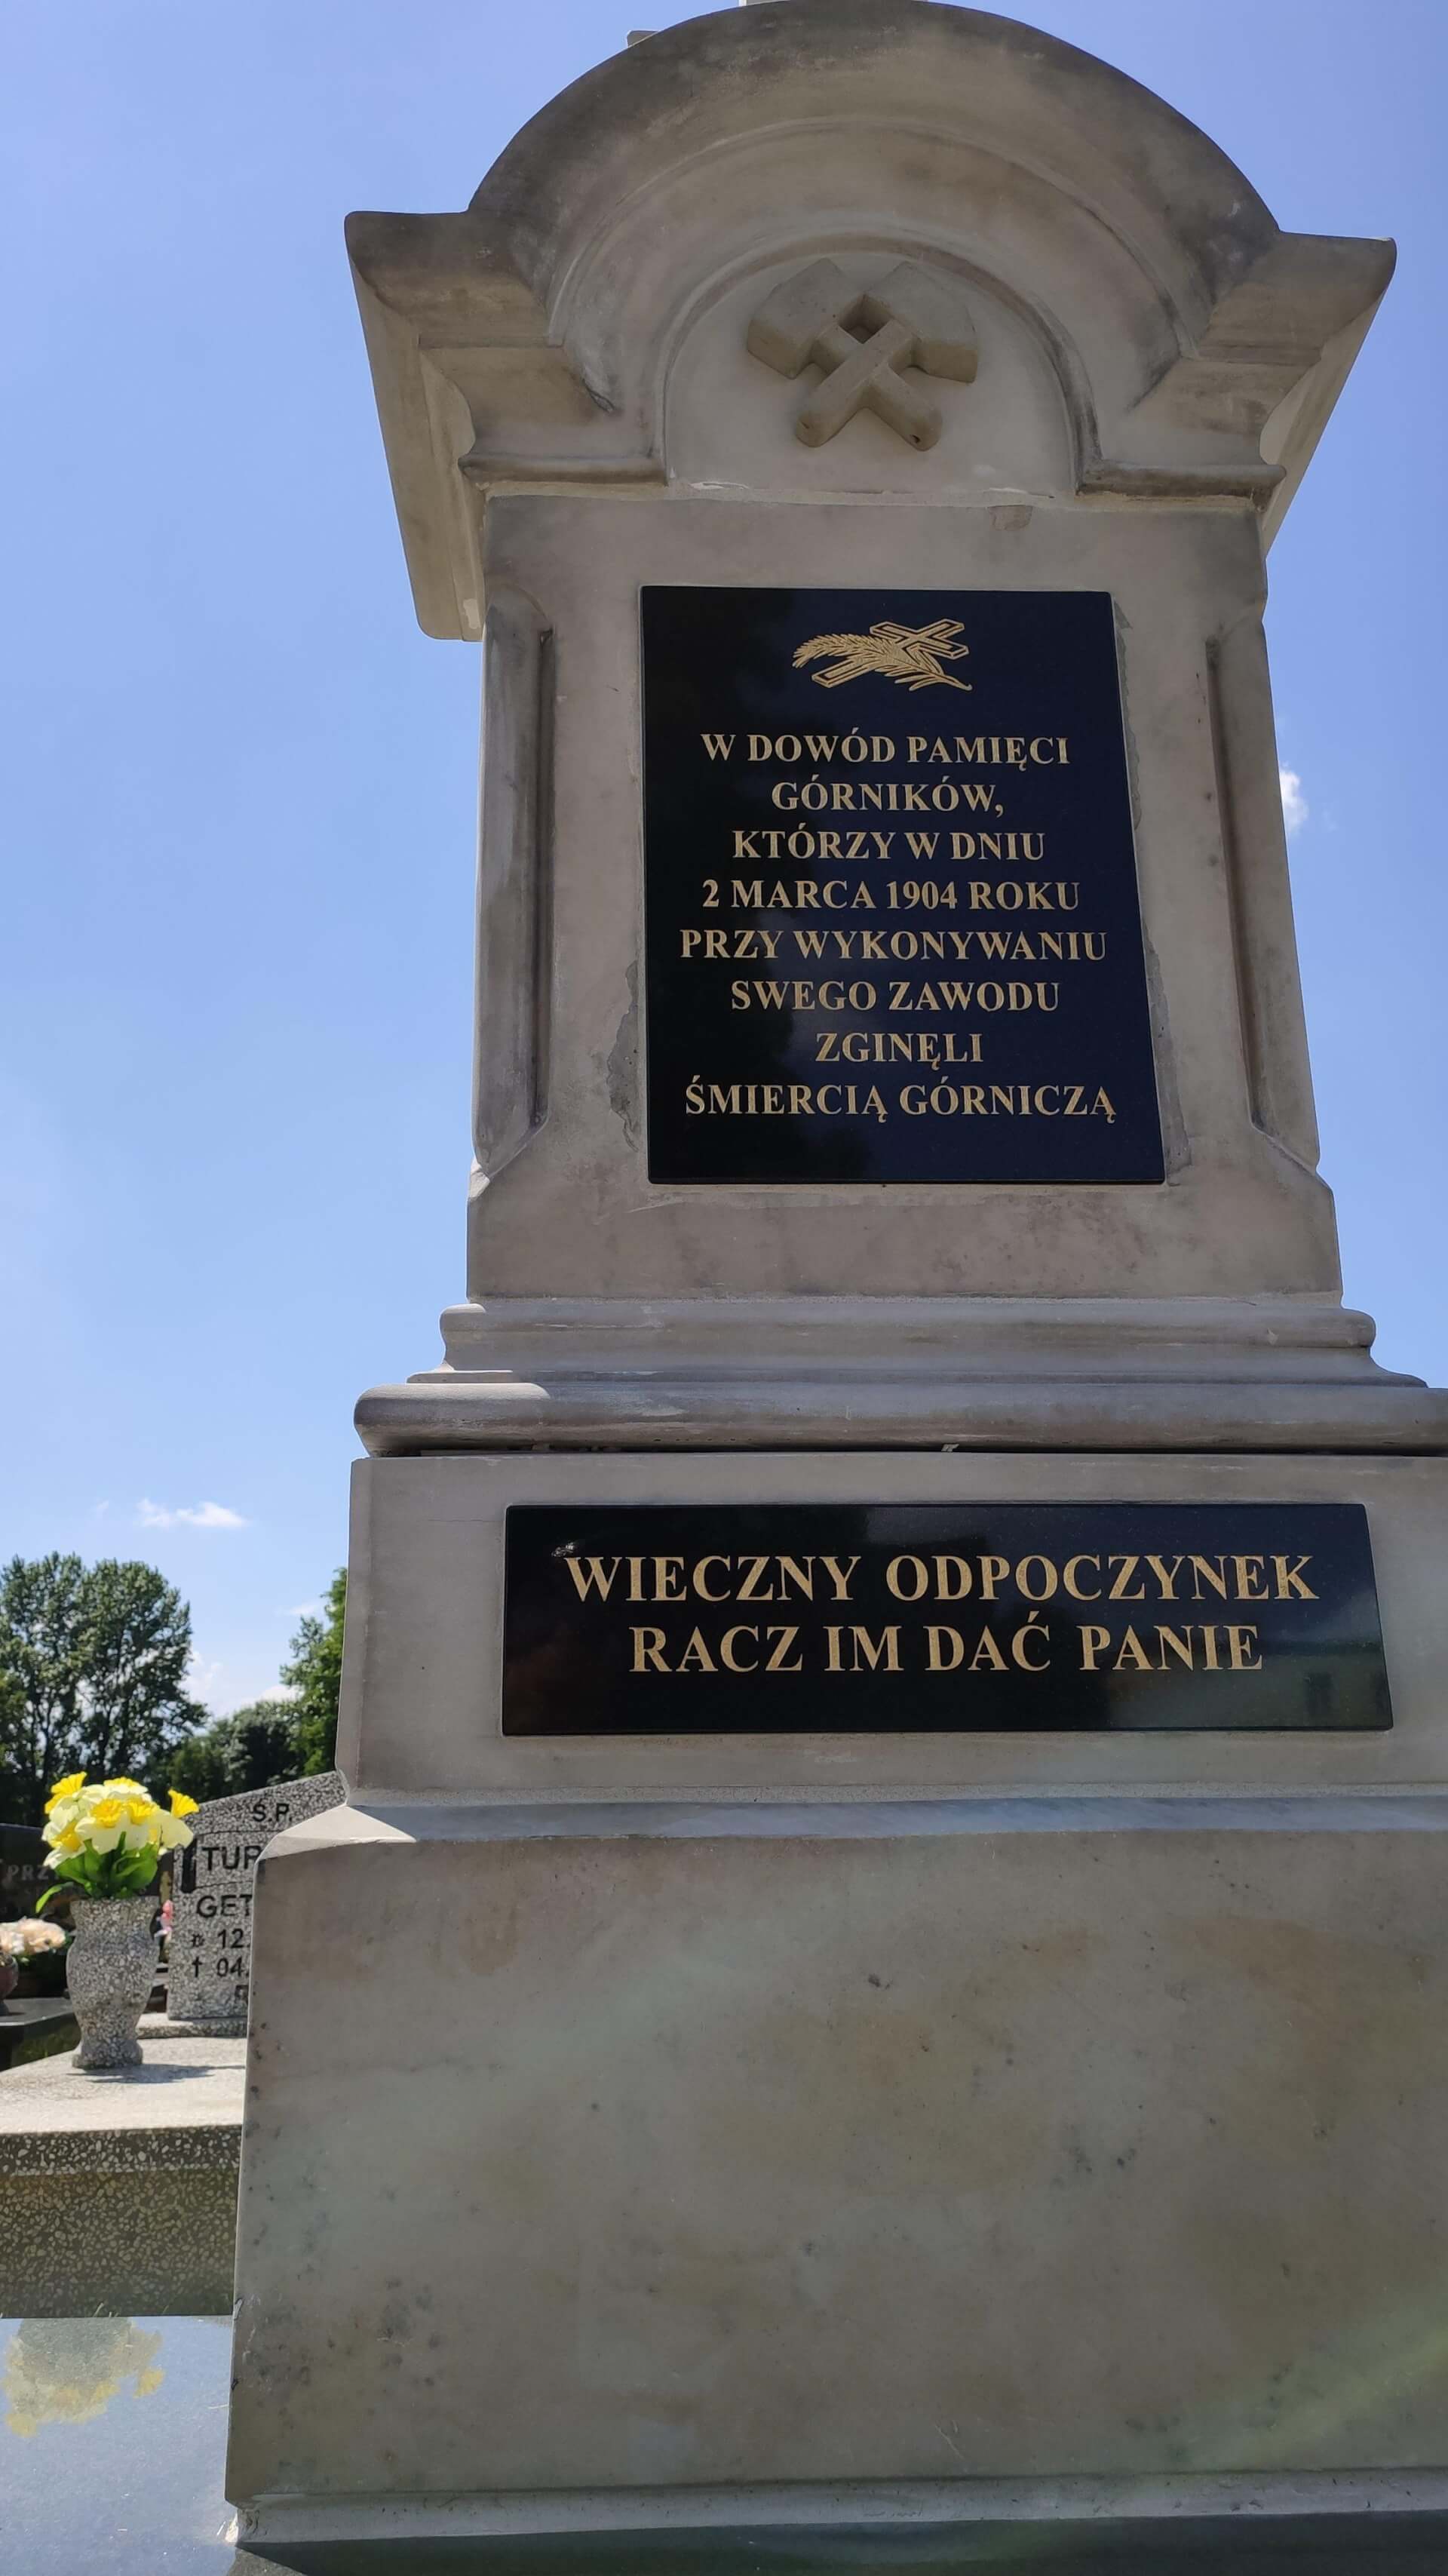 W DOWÓD PAMIĘCI
GÓRNIKÓW,
KTÓRZY W DNIU
2 MARCA 1904 ROKU
PRZY WYKONYWANIU
SWEGO ZAWODU
ZGINĘLI
ŚMIERCIĄ GÓRNICZĄ
WIECZNY ODPOCZYNEK
RACZ IM DAĆ PANIE
Ś.P.